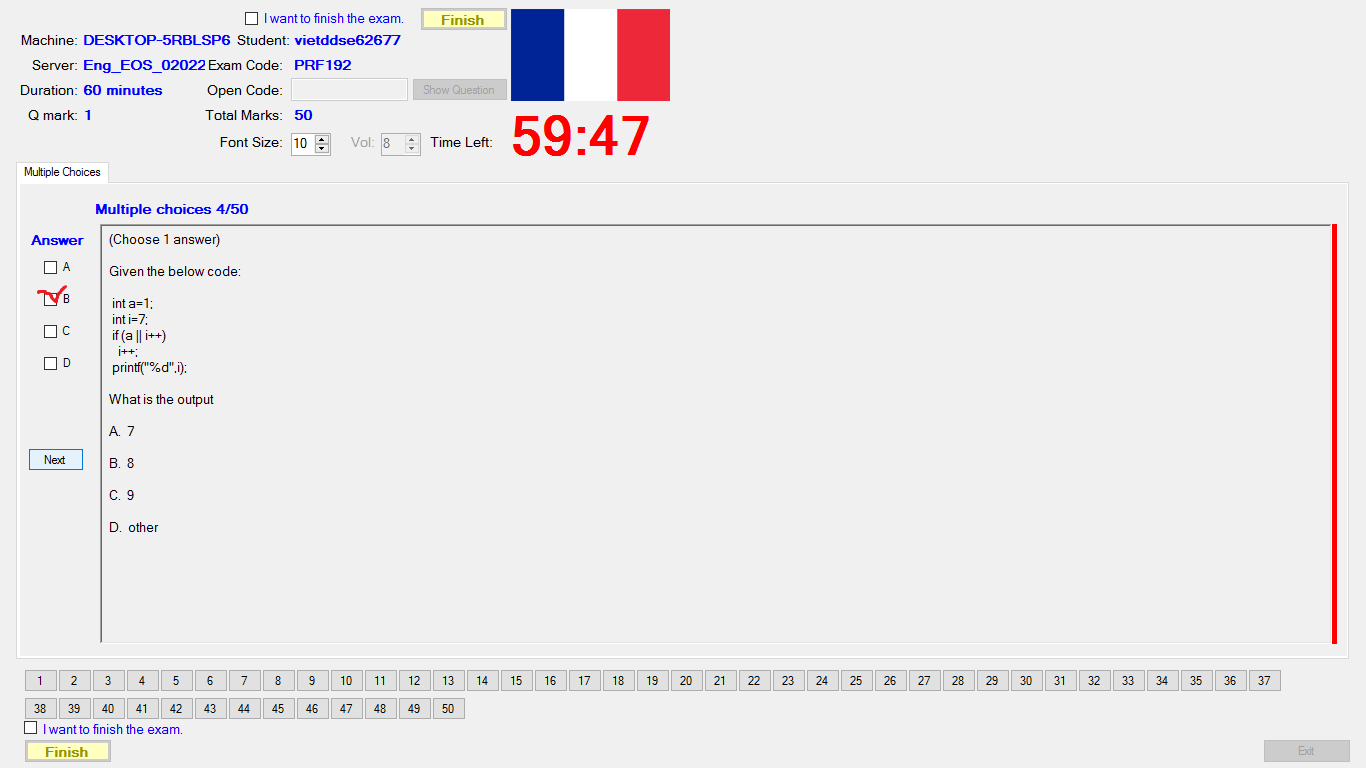 I want to finish the exam. Finish
Machine: DESKTOP-5RBLSP6 Student: vietddse62677
Server: Eng_EOS_02022 Exam Code: PRF192
Duration: 60 minutes Open Code: Show Question
Q mark: 1 Total Marks: 50
Font Size: 10 Vol: 8 Time Left: 59:47
Multiple Choices
Multiple choices 4/50
Answer
A
B
C
D
Next
(Choose 1 answer)
Given the below code:
int a=1;
int i=7;
if (a || i++)
i++;
printf("%d",i);
What is the output
A. 7
B. 8
C. 9
D. other
1 2 3 4 5 6 7 8 9 10 11 12 13 14 15 16 17 18 19 20 21 22 23 24 25 26 27 28 29 30 31 32 33 34 35 36 37
38 39 40 41 42 43 44 45 46 47 48 49 50
I want to finish the exam.
Finish Exit